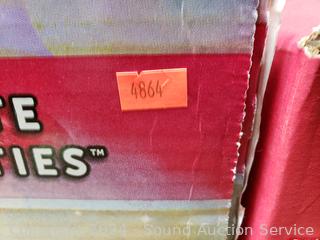 4864
TE
TIES™
Copyright 2024 - Sound Auction Service